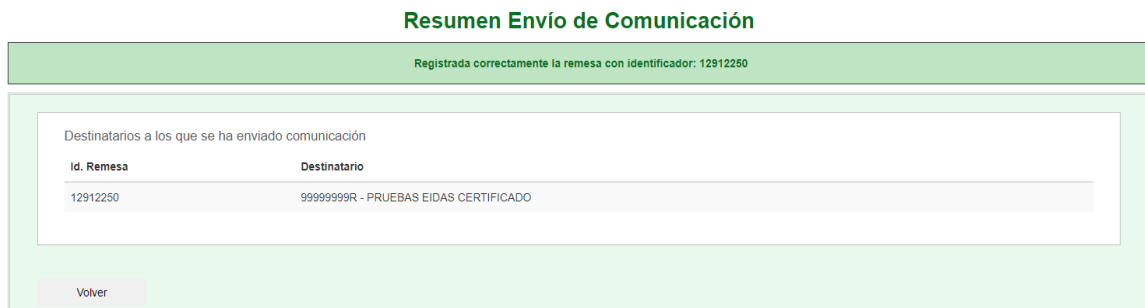 Resumen Envío de Comunicación
Registrada correctamente la remesa con identificador: 12912250
Destinatarios a los que se ha enviado comunicación
Id. Remesa Destinatario
12912250 99999999R - PRUEBAS EIDAS CERTIFICADO
Volver